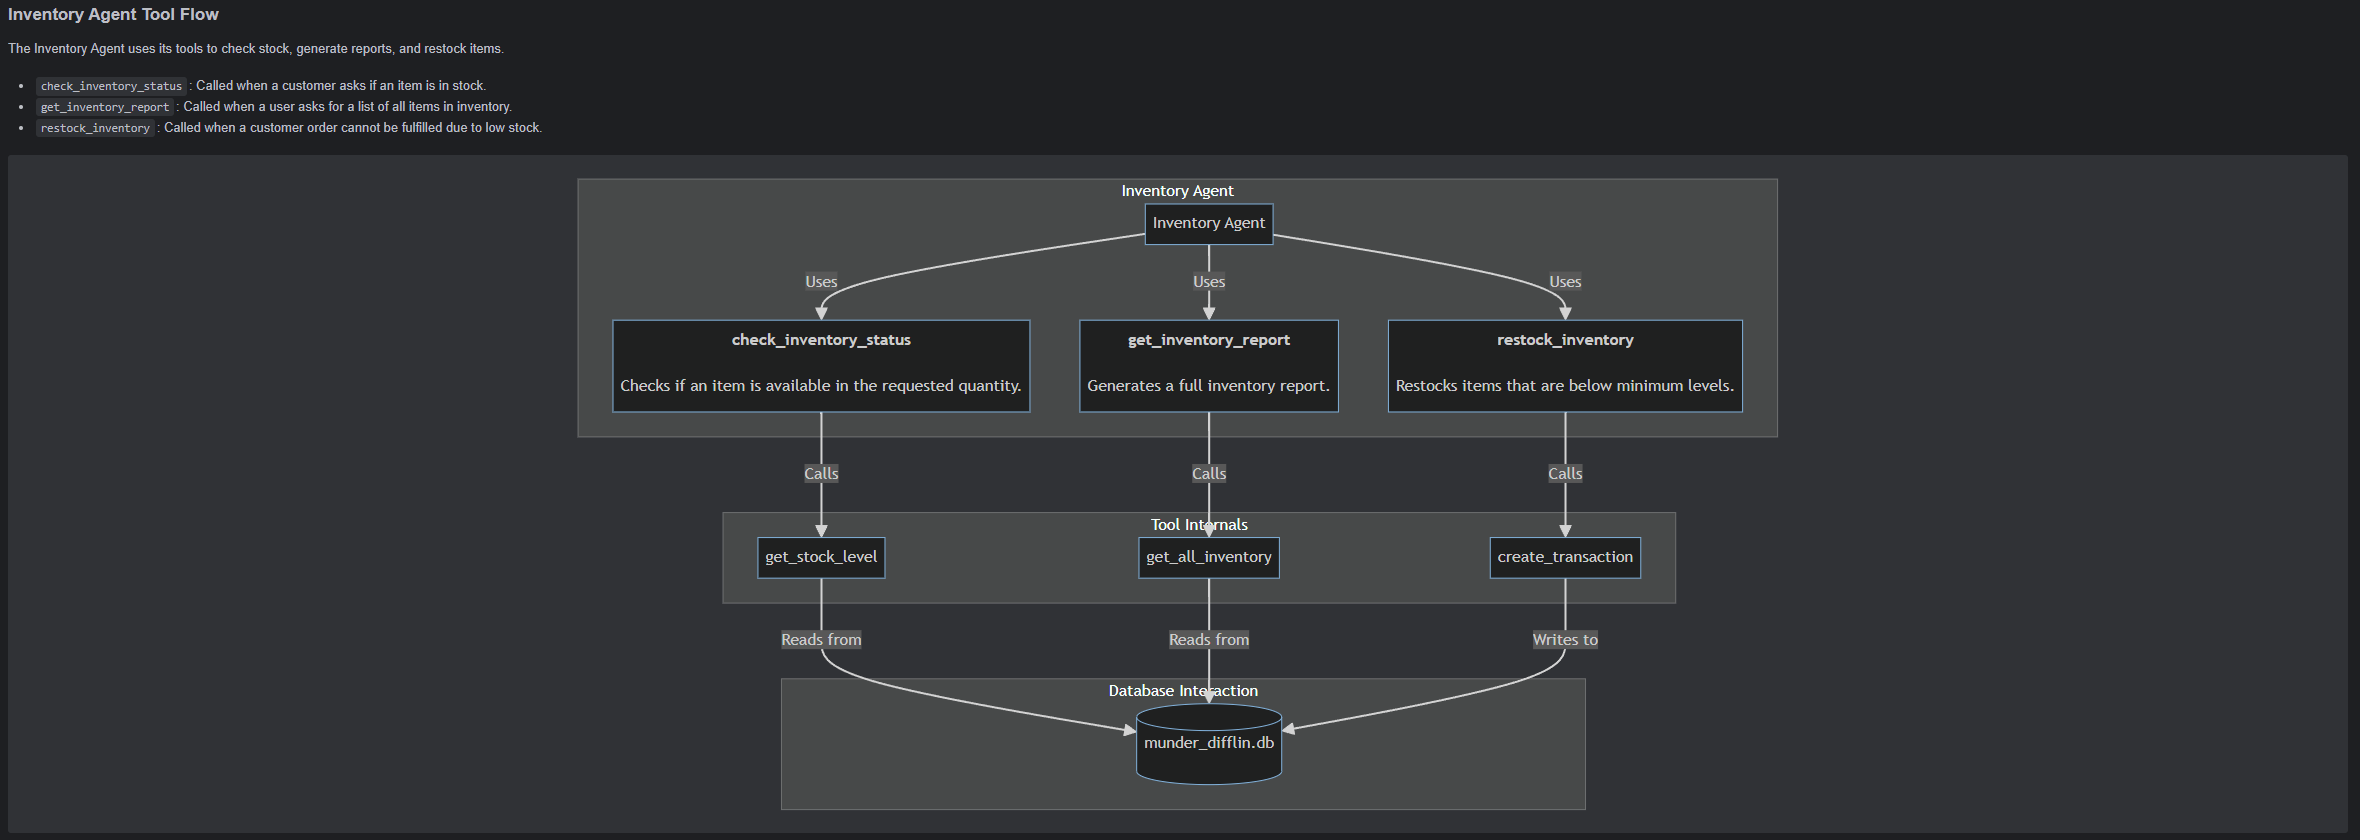 Inventory Agent Tool Flow
The Inventory Agent uses its tools to check stock, generate reports, and restock items.
check_inventory_status : Called when a customer asks if an item is in stock.
get_inventory_report : Called when a user asks for a list of all items in inventory.
restock_inventory : Called when a customer order cannot be fulfilled due to low stock.
Inventory Agent
Inventory Agent
Uses
Uses
Uses
check_inventory_status
Checks if an item is available in the requested quantity.
get_inventory_report
Generates a full inventory report.
restock_inventory
Restocks items that are below minimum levels.
Calls
Calls
Calls
Tool Internals
get_stock_level
get_all_inventory
create_transaction
Reads from
Reads from
Writes to
Database Interaction
munder_difflin.db